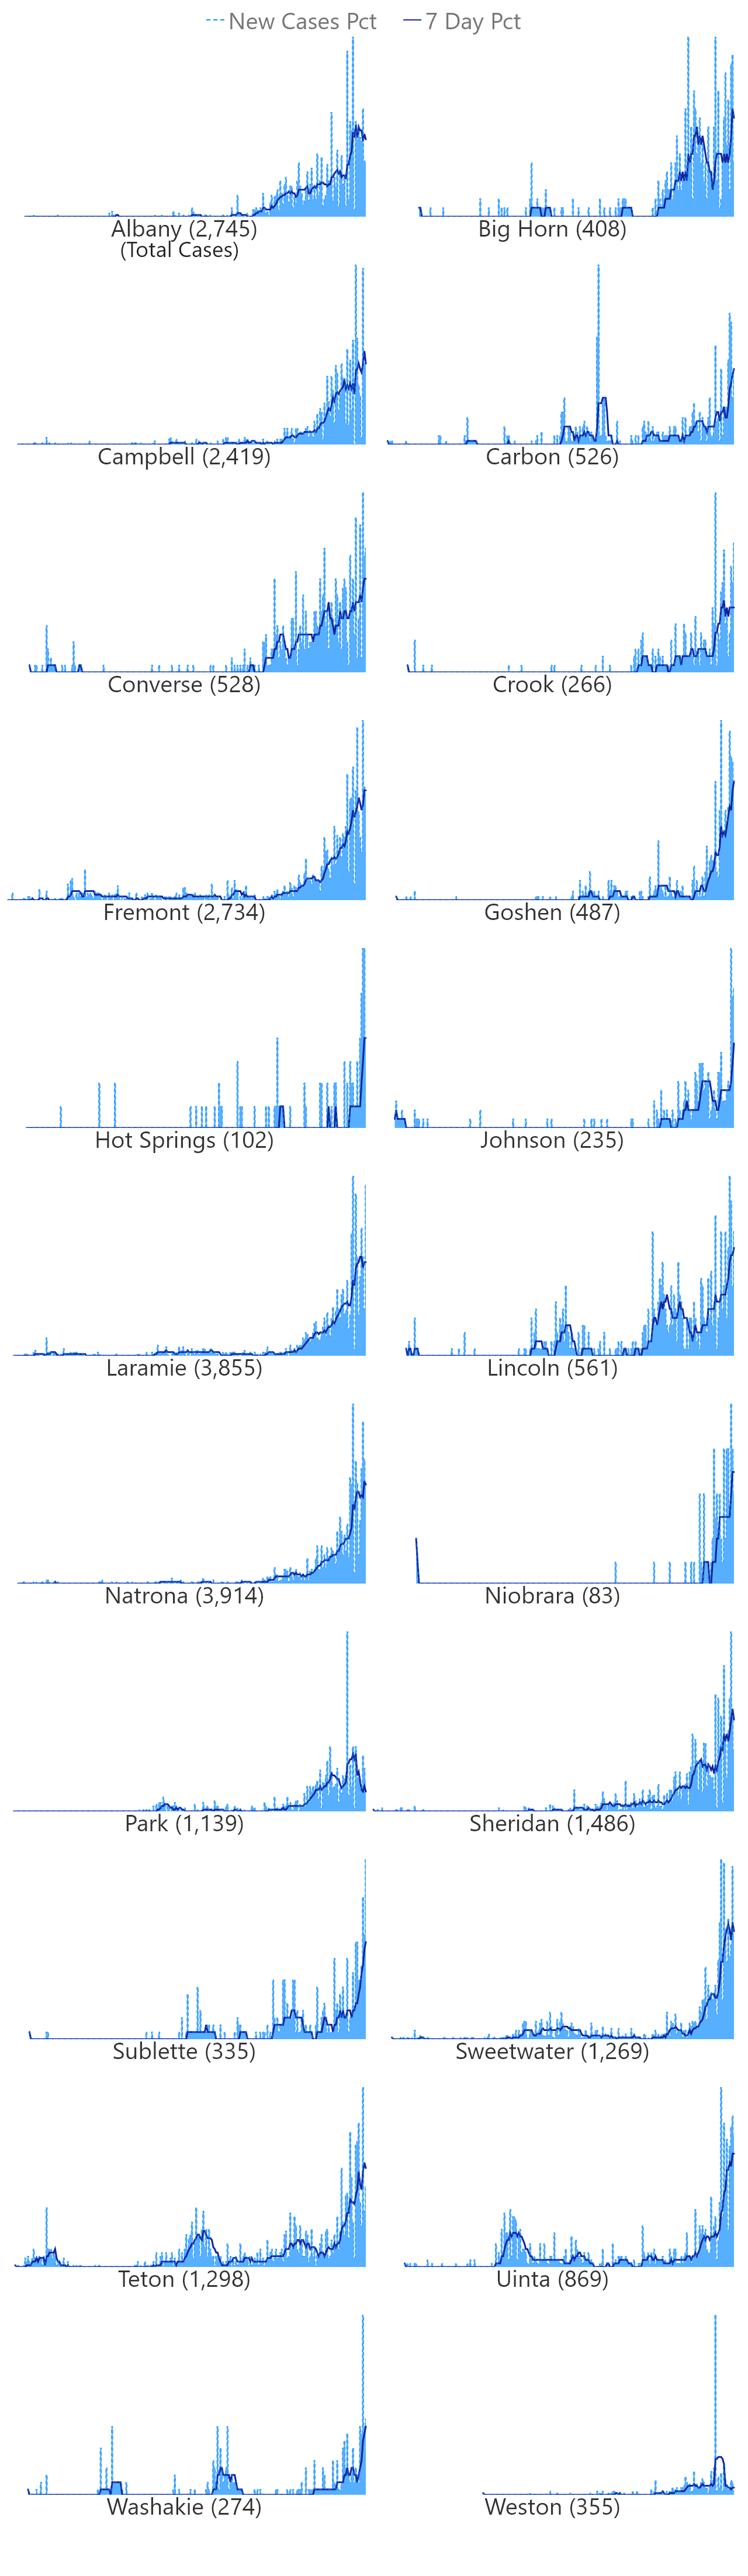 New Cases Pct 7 Day Pct
Albany (2,745) Big Horn (408)
(Total Cases)
Campbell (2,419) Carbon (526)
Converse (528) Crook (266)
Fremont (2,734) Goshen (487)
Hot Springs (102) Johnson (235)
Laramie (3,855) Lincoln (561)
Natrona (3,914) Niobrara (83)
Park (1,139) Sheridan (1,486)
Sublette (335) Sweetwater (1,269)
Teton (1,298) Uinta (869)
Washakie (274) Weston (355)